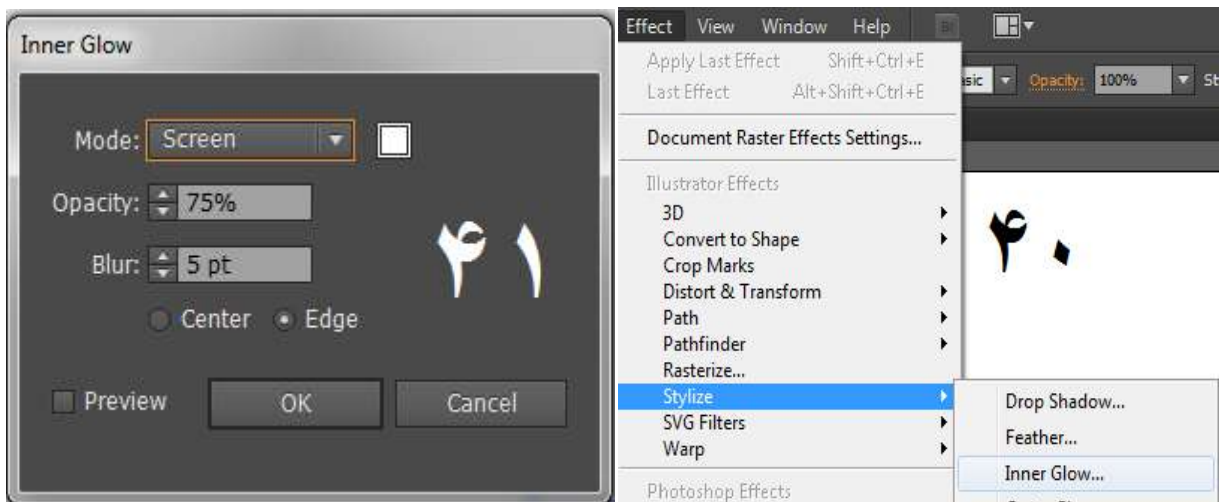 Inner Glow
Mode: Screen
Opacity: 75%
Blur: 5 pt
Center Edge
Preview OK Cancel
۴۱
Effect View Window Help Br
Apply Last Effect Shift+Ctrl+E
Last Effect Alt+Shift+Ctrl+E
Document Raster Effects Settings...
Illustrator Effects
3D
Convert to Shape
Crop Marks
Distort & Transform
Path
Pathfinder
Rasterize...
Stylize
SVG Filters
Warp
Photoshop Effects
Opacity: 100% St
۴۰
Drop Shadow...
Feather...
Inner Glow...